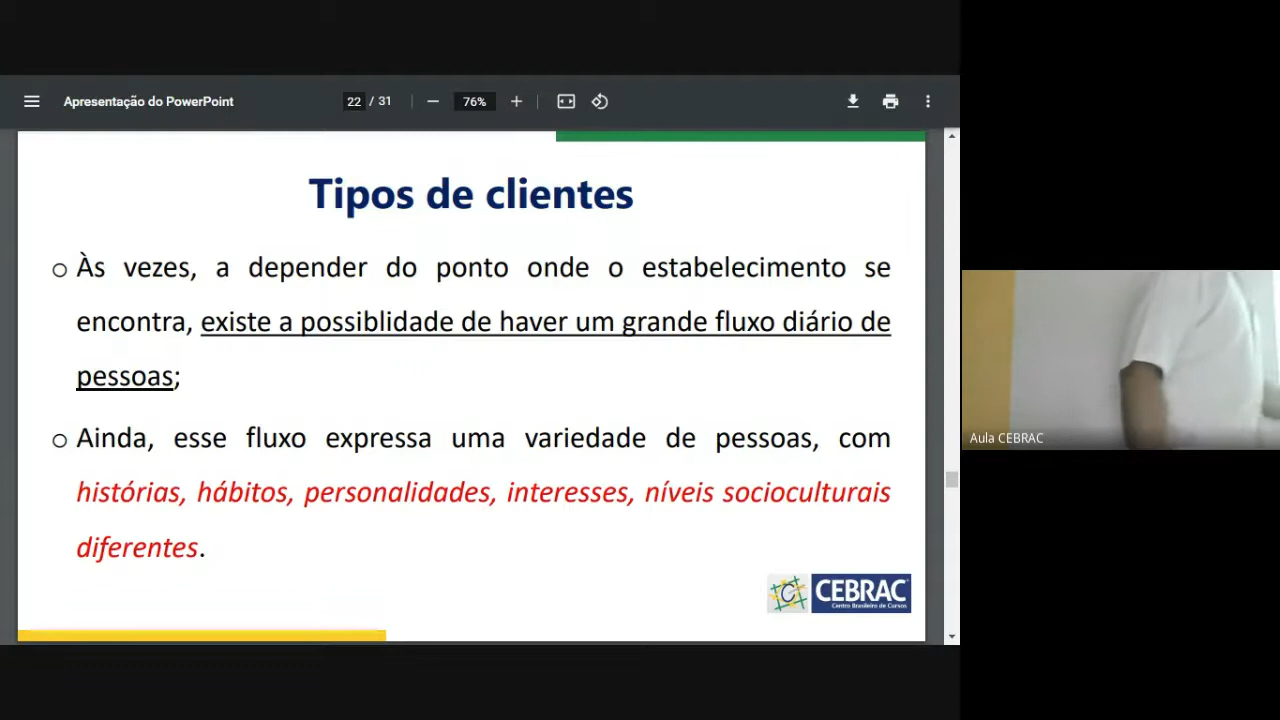 Apresentação do PowerPoint
22 / 31
76%
Tipos de clientes
o Às vezes, a depender do ponto onde o estabelecimento se
encontra, existe a possiblidade de haver um grande fluxo diário de
pessoas;
o Ainda, esse fluxo expressa uma variedade de pessoas, com
histórias, hábitos, personalidades, interesses, níveis socioculturais
diferentes.
C CEBRAC
Centro Brasileiro de Cursos
Aula CEBRAC